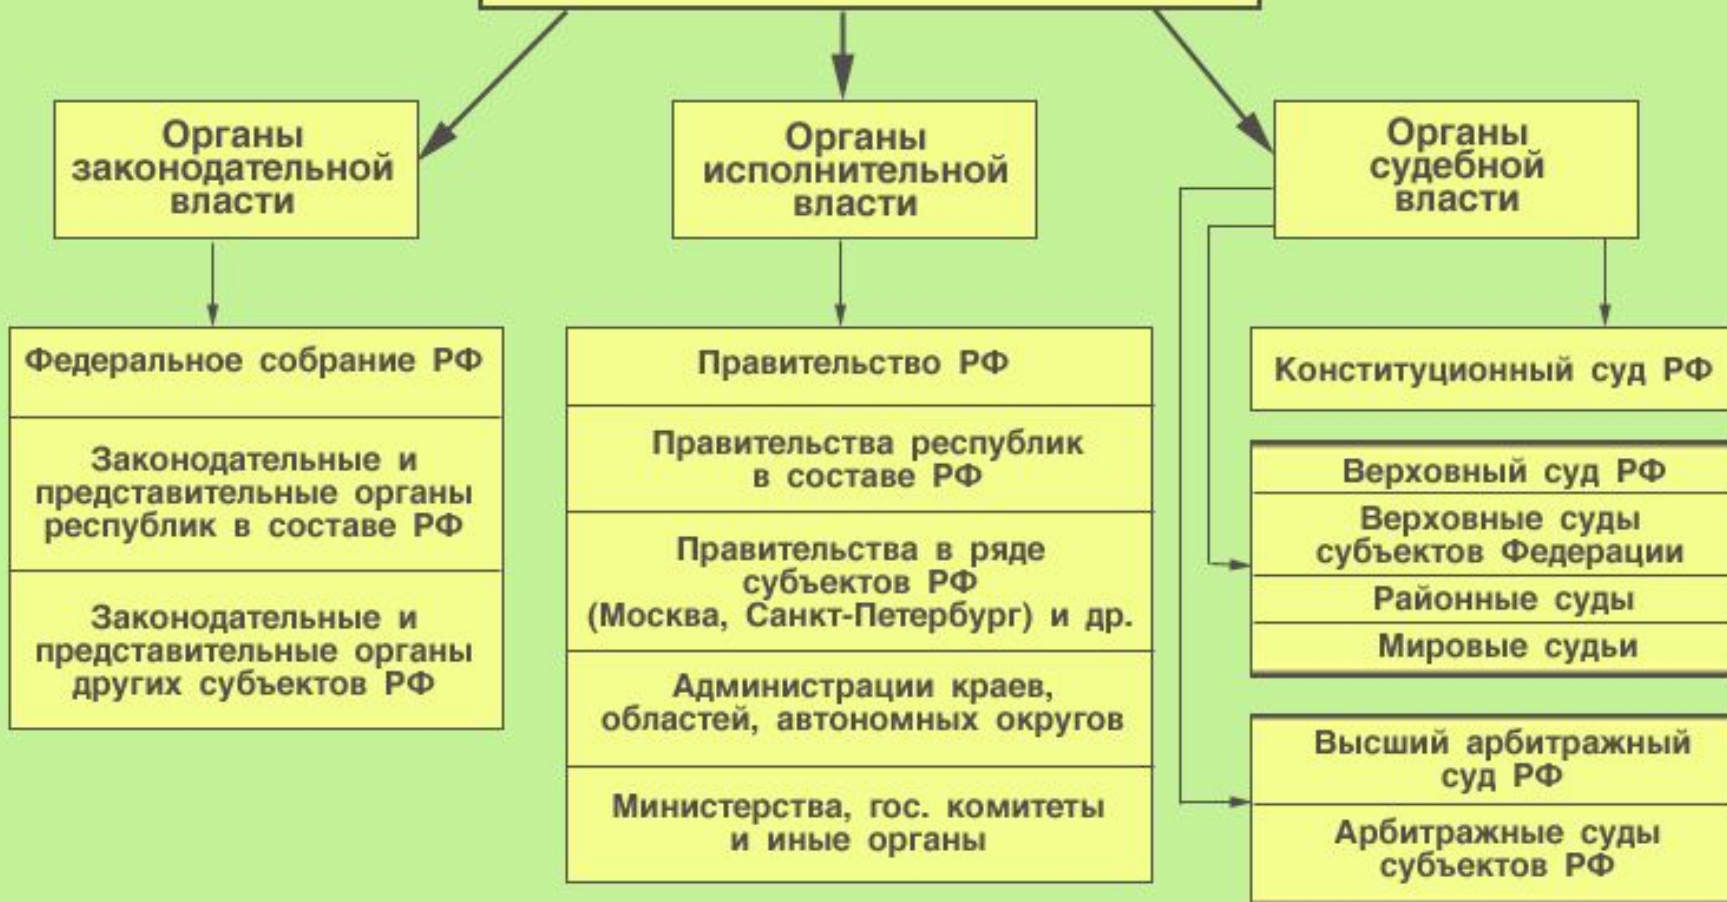 Органы
законодательной
власти
Органы
исполнительной
власти
Органы
судебной
власти
Федеральное собрание РФ
Законодательные и
представительные органы
республик в составе РФ
Законодательные и
представительные органы
других субъектов РФ
Правительство РФ
Правительства республик
в составе РФ
Правительства в ряде
субъектов РФ
(Москва, Санкт-Петербург) и др.
Администрации краев,
областей, автономных округов
Министерства, гос. комитеты
и иные органы
Конституционный суд РФ
Верховный суд РФ
Верховные суды
субъектов Федерации
Районные суды
Мировые судьи
Высший арбитражный
суд РФ
Арбитражные суды
субъектов РФ